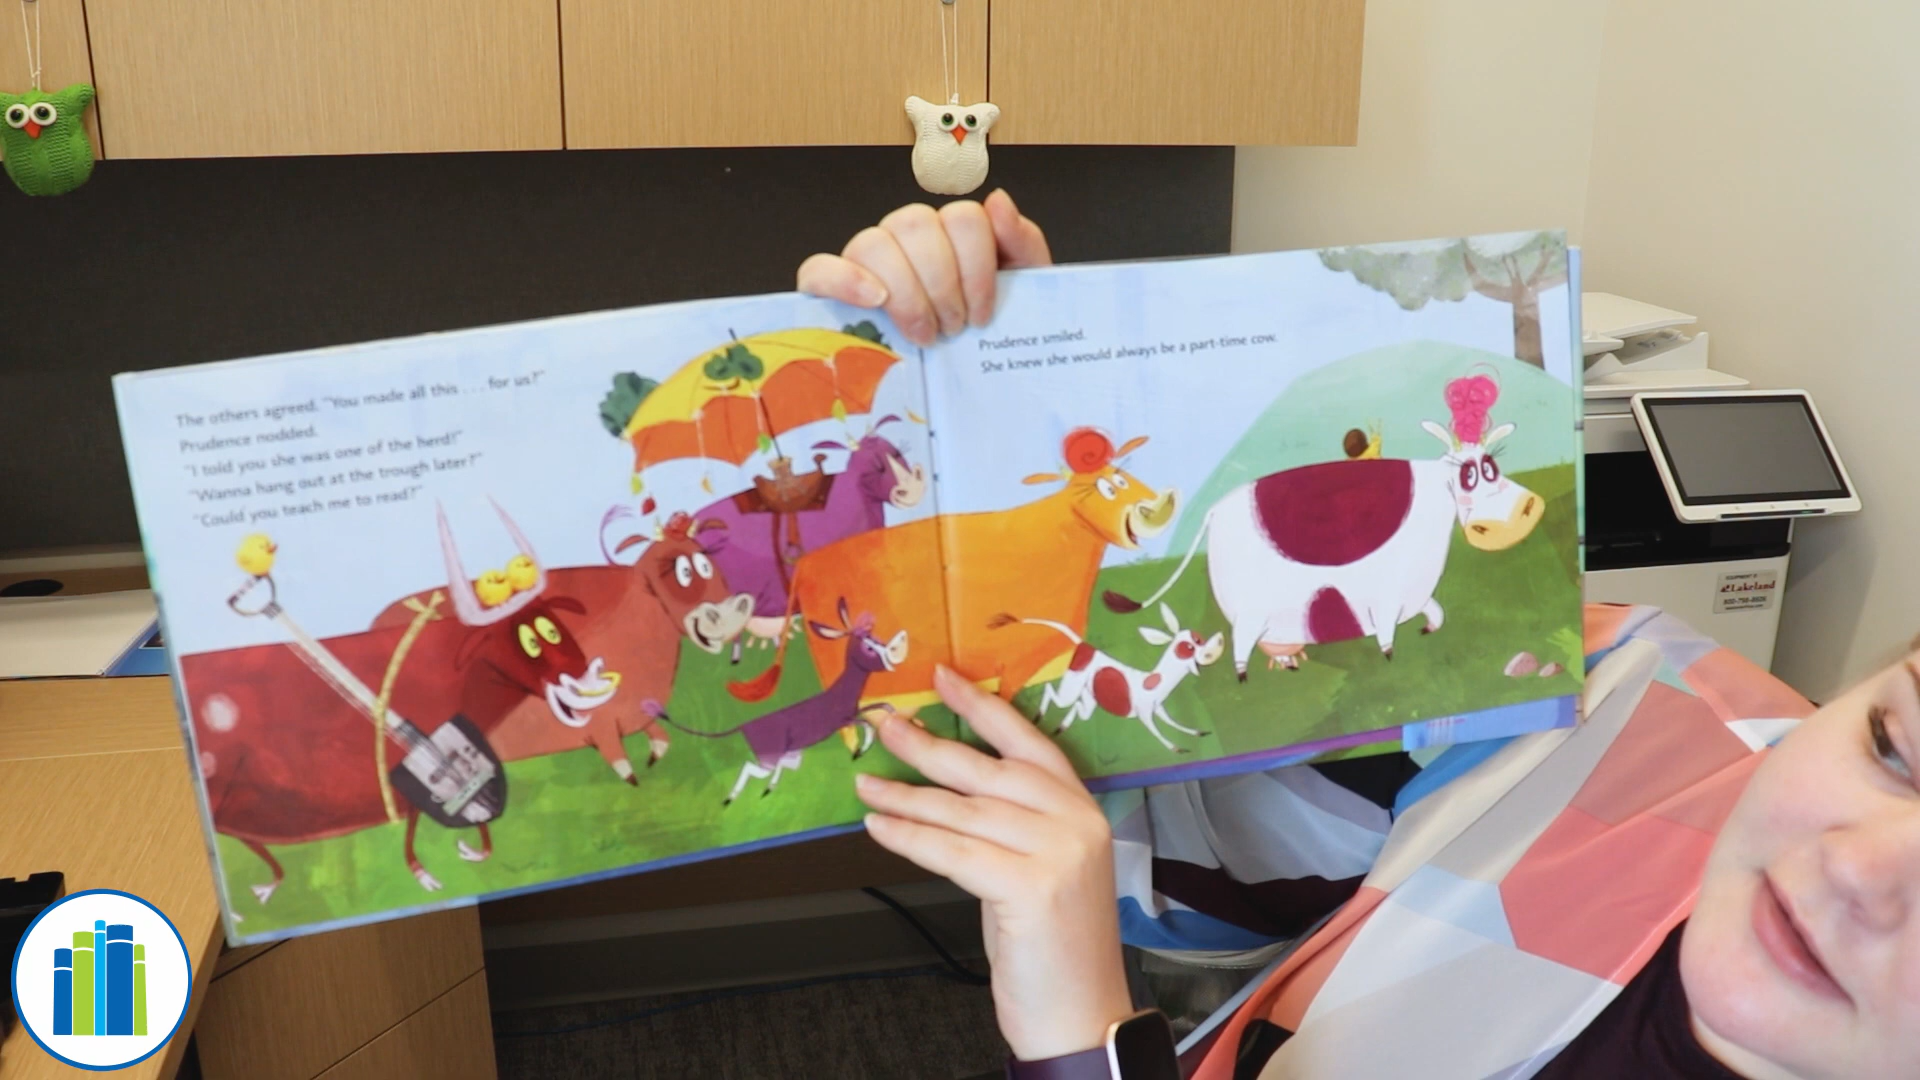 The others agreed. "You made all this . . . for us?"
Prudence nodded.
"I told you she was one of the herd!"
"Wanna hang out at the trough later?"
"Could you teach me to read?"
Prudence smiled.
She knew she would always be a part-time cow.
Lakeland